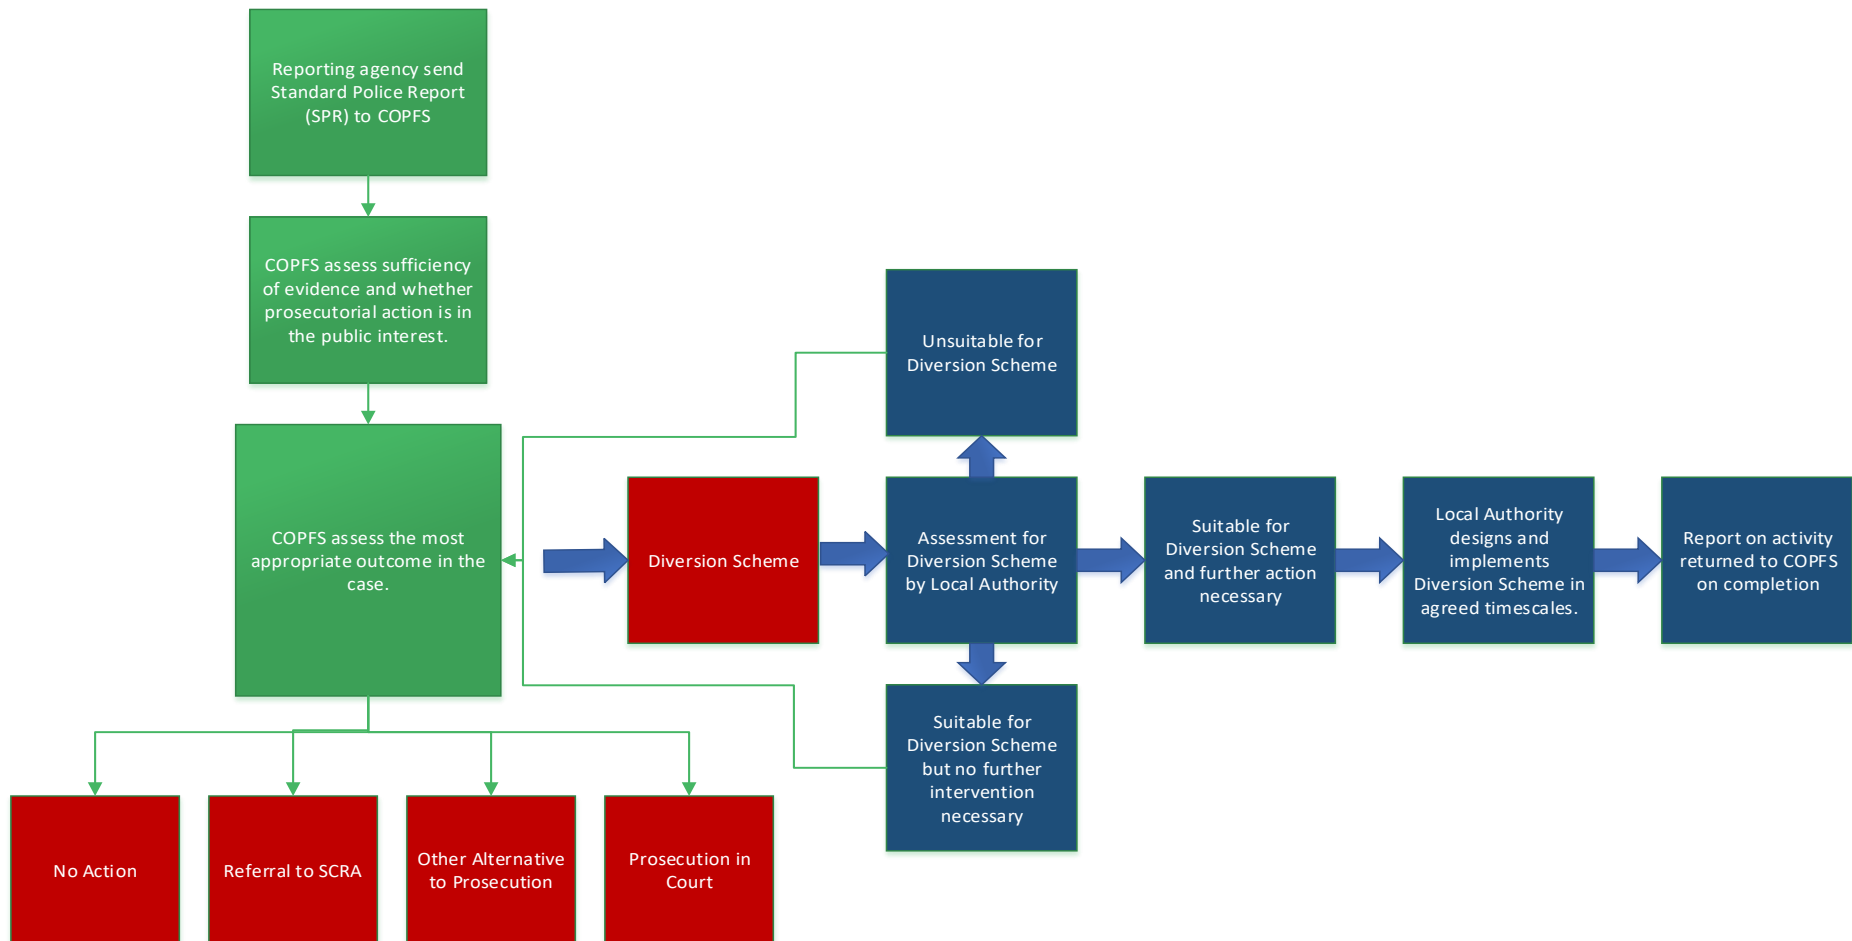 Reporting agency send
Standard Police Report
(SPR) to COPFS
COPFS assess sufficiency
of evidence and whether
prosecutorial action is in
the public interest.
COPFS assess the most
appropriate outcome in the
case.
No Action
Referral to SCRA
Other Alternative
to Prosecution
Prosecution in
Court
Diversion Scheme
Assessment for
Diversion Scheme
by Local Authority
Unsuitable for
Diversion Scheme
Suitable for
Diversion Scheme
but no further
intervention
necessary
Suitable for
Diversion Scheme
and further action
necessary
Local Authority
designs and
implements
Diversion Scheme in
agreed timescales.
Report on activity
returned to COPFS
on completion